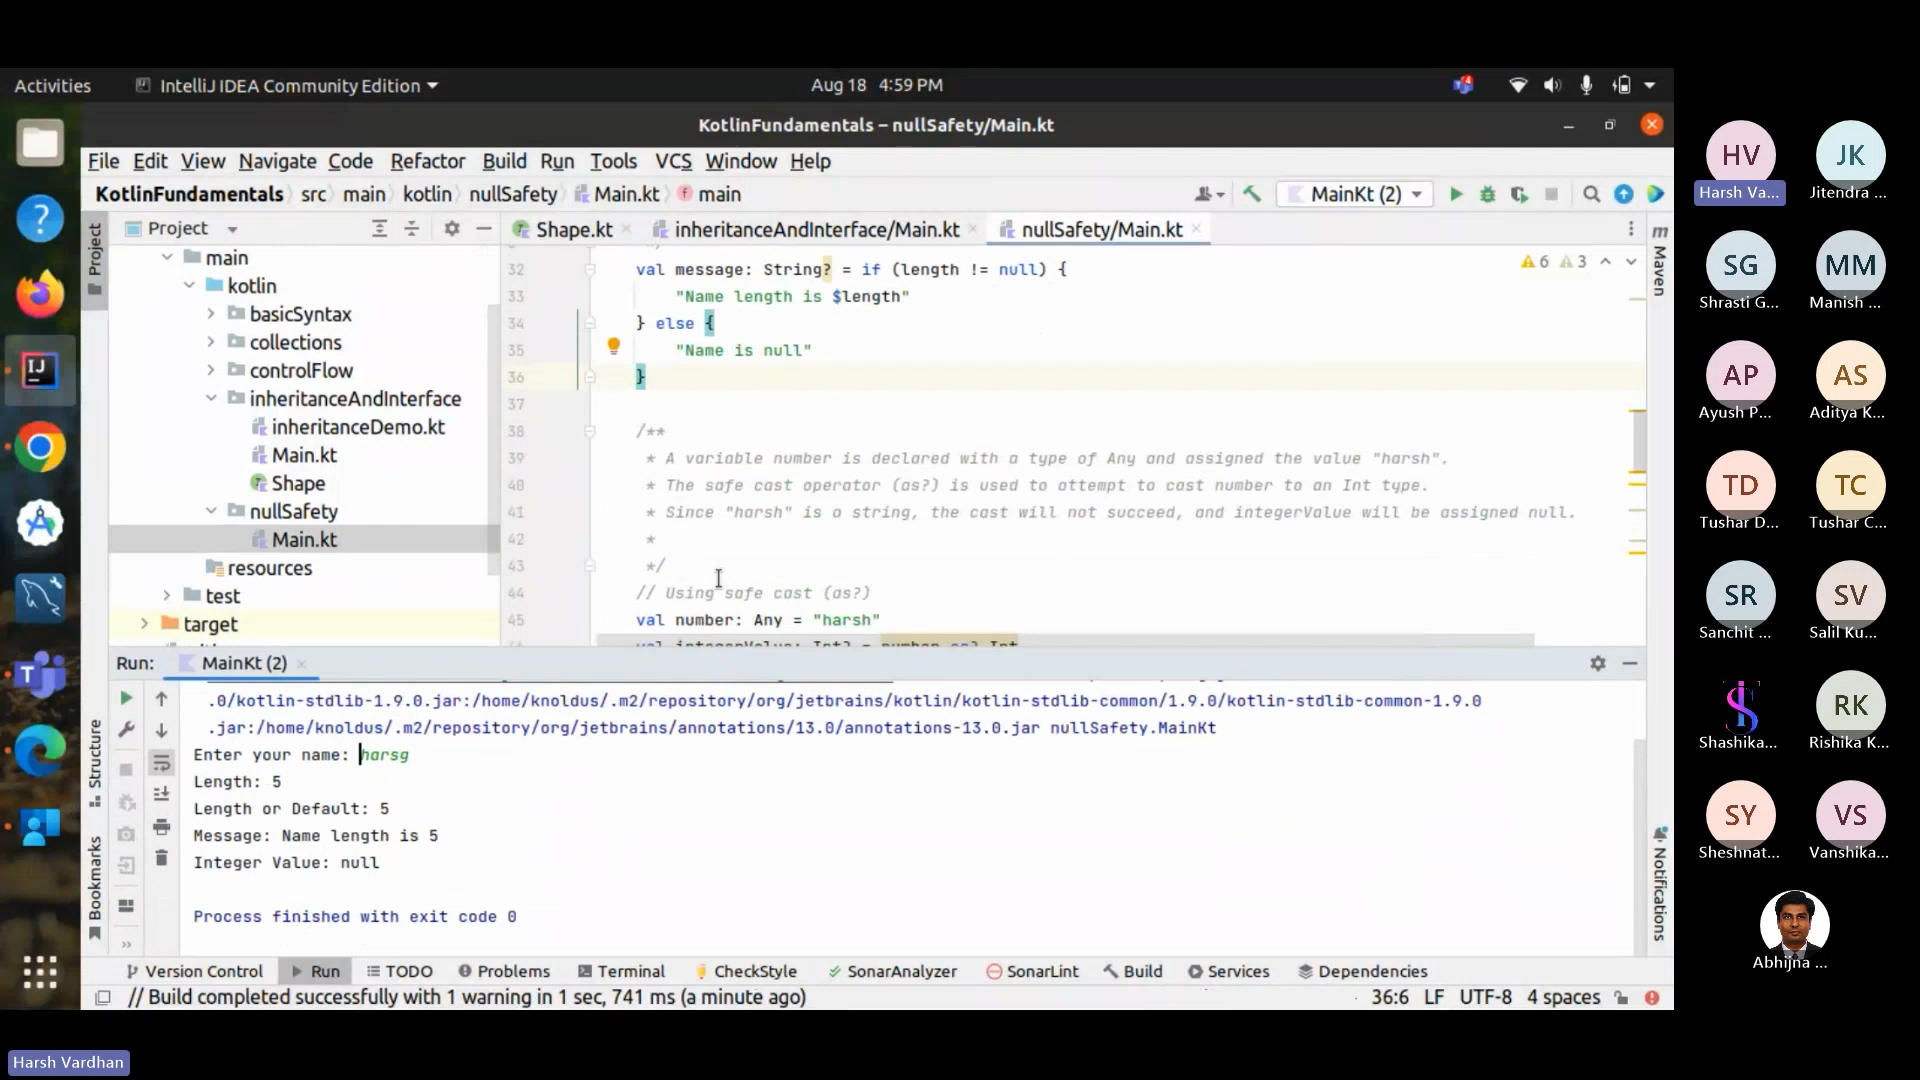 Activities
IntelliJ IDEA Community Edition
Aug 18 4:59 PM
KotlinFundamentals – nullSafety/Main.kt
File Edit View Navigate Code Refactor Build Run Tools VCS Window Help
KotlinFundamentals src main kotlin nullSafety Main.kt main
MainKt (2)
Project
Project
main
kotlin
basicSyntax
collections
controlFlow
inheritanceAndInterface
inheritanceDemo.kt
Main.kt
Shape
nullSafety
Main.kt
resources
test
target
Shape.kt
inheritanceAndInterface/Main.kt
nullSafety/Main.kt
6 3
Maven
32 val message: String? = if (length != null) {
33 "Name length is $length"
34 } else {
35 "Name is null"
36 }
37
38 /**
39 * A variable number is declared with a type of Any and assigned the value "harsh".
40 * The safe cast operator (as?) is used to attempt to cast number to an Int type.
41 * Since "harsh" is a string, the cast will not succeed, and integerValue will be assigned null.
42 *
43 */
44 // Using safe cast (as?)
45 val number: Any = "harsh"
val integerValue: Int? = number as? Int
Run: MainKt (2)
.0/kotlin-stdlib-1.9.0.jar:/home/knoldus/.m2/repository/org/jetbrains/kotlin/kotlin-stdlib-common/1.9.0/kotlin-stdlib-common-1.9.0
.jar:/home/knoldus/.m2/repository/org/jetbrains/annotations/13.0/annotations-13.0.jar nullSafety.MainKt
Enter your name: harsg
Length: 5
Length or Default: 5
Message: Name length is 5
Integer Value: null
Process finished with exit code 0
Structure
Bookmarks
Notifications
Version Control Run TODO Problems Terminal CheckStyle SonarAnalyzer SonarLint Build Services Dependencies
// Build completed successfully with 1 warning in 1 sec, 741 ms (a minute ago)
36:6 LF UTF-8 4 spaces
HV JK
Harsh Va... Jitendra ...
SG MM
Shrasti G... Manish ...
AP AS
Ayush P... Aditya K...
TD TC
Tushar D... Tushar C...
SR SV
Sanchit ... Salil Ku...
RK
Shashika... Rishika K...
SY VS
Sheshnat... Vanshika...
Abhijna ...
Harsh Vardhan